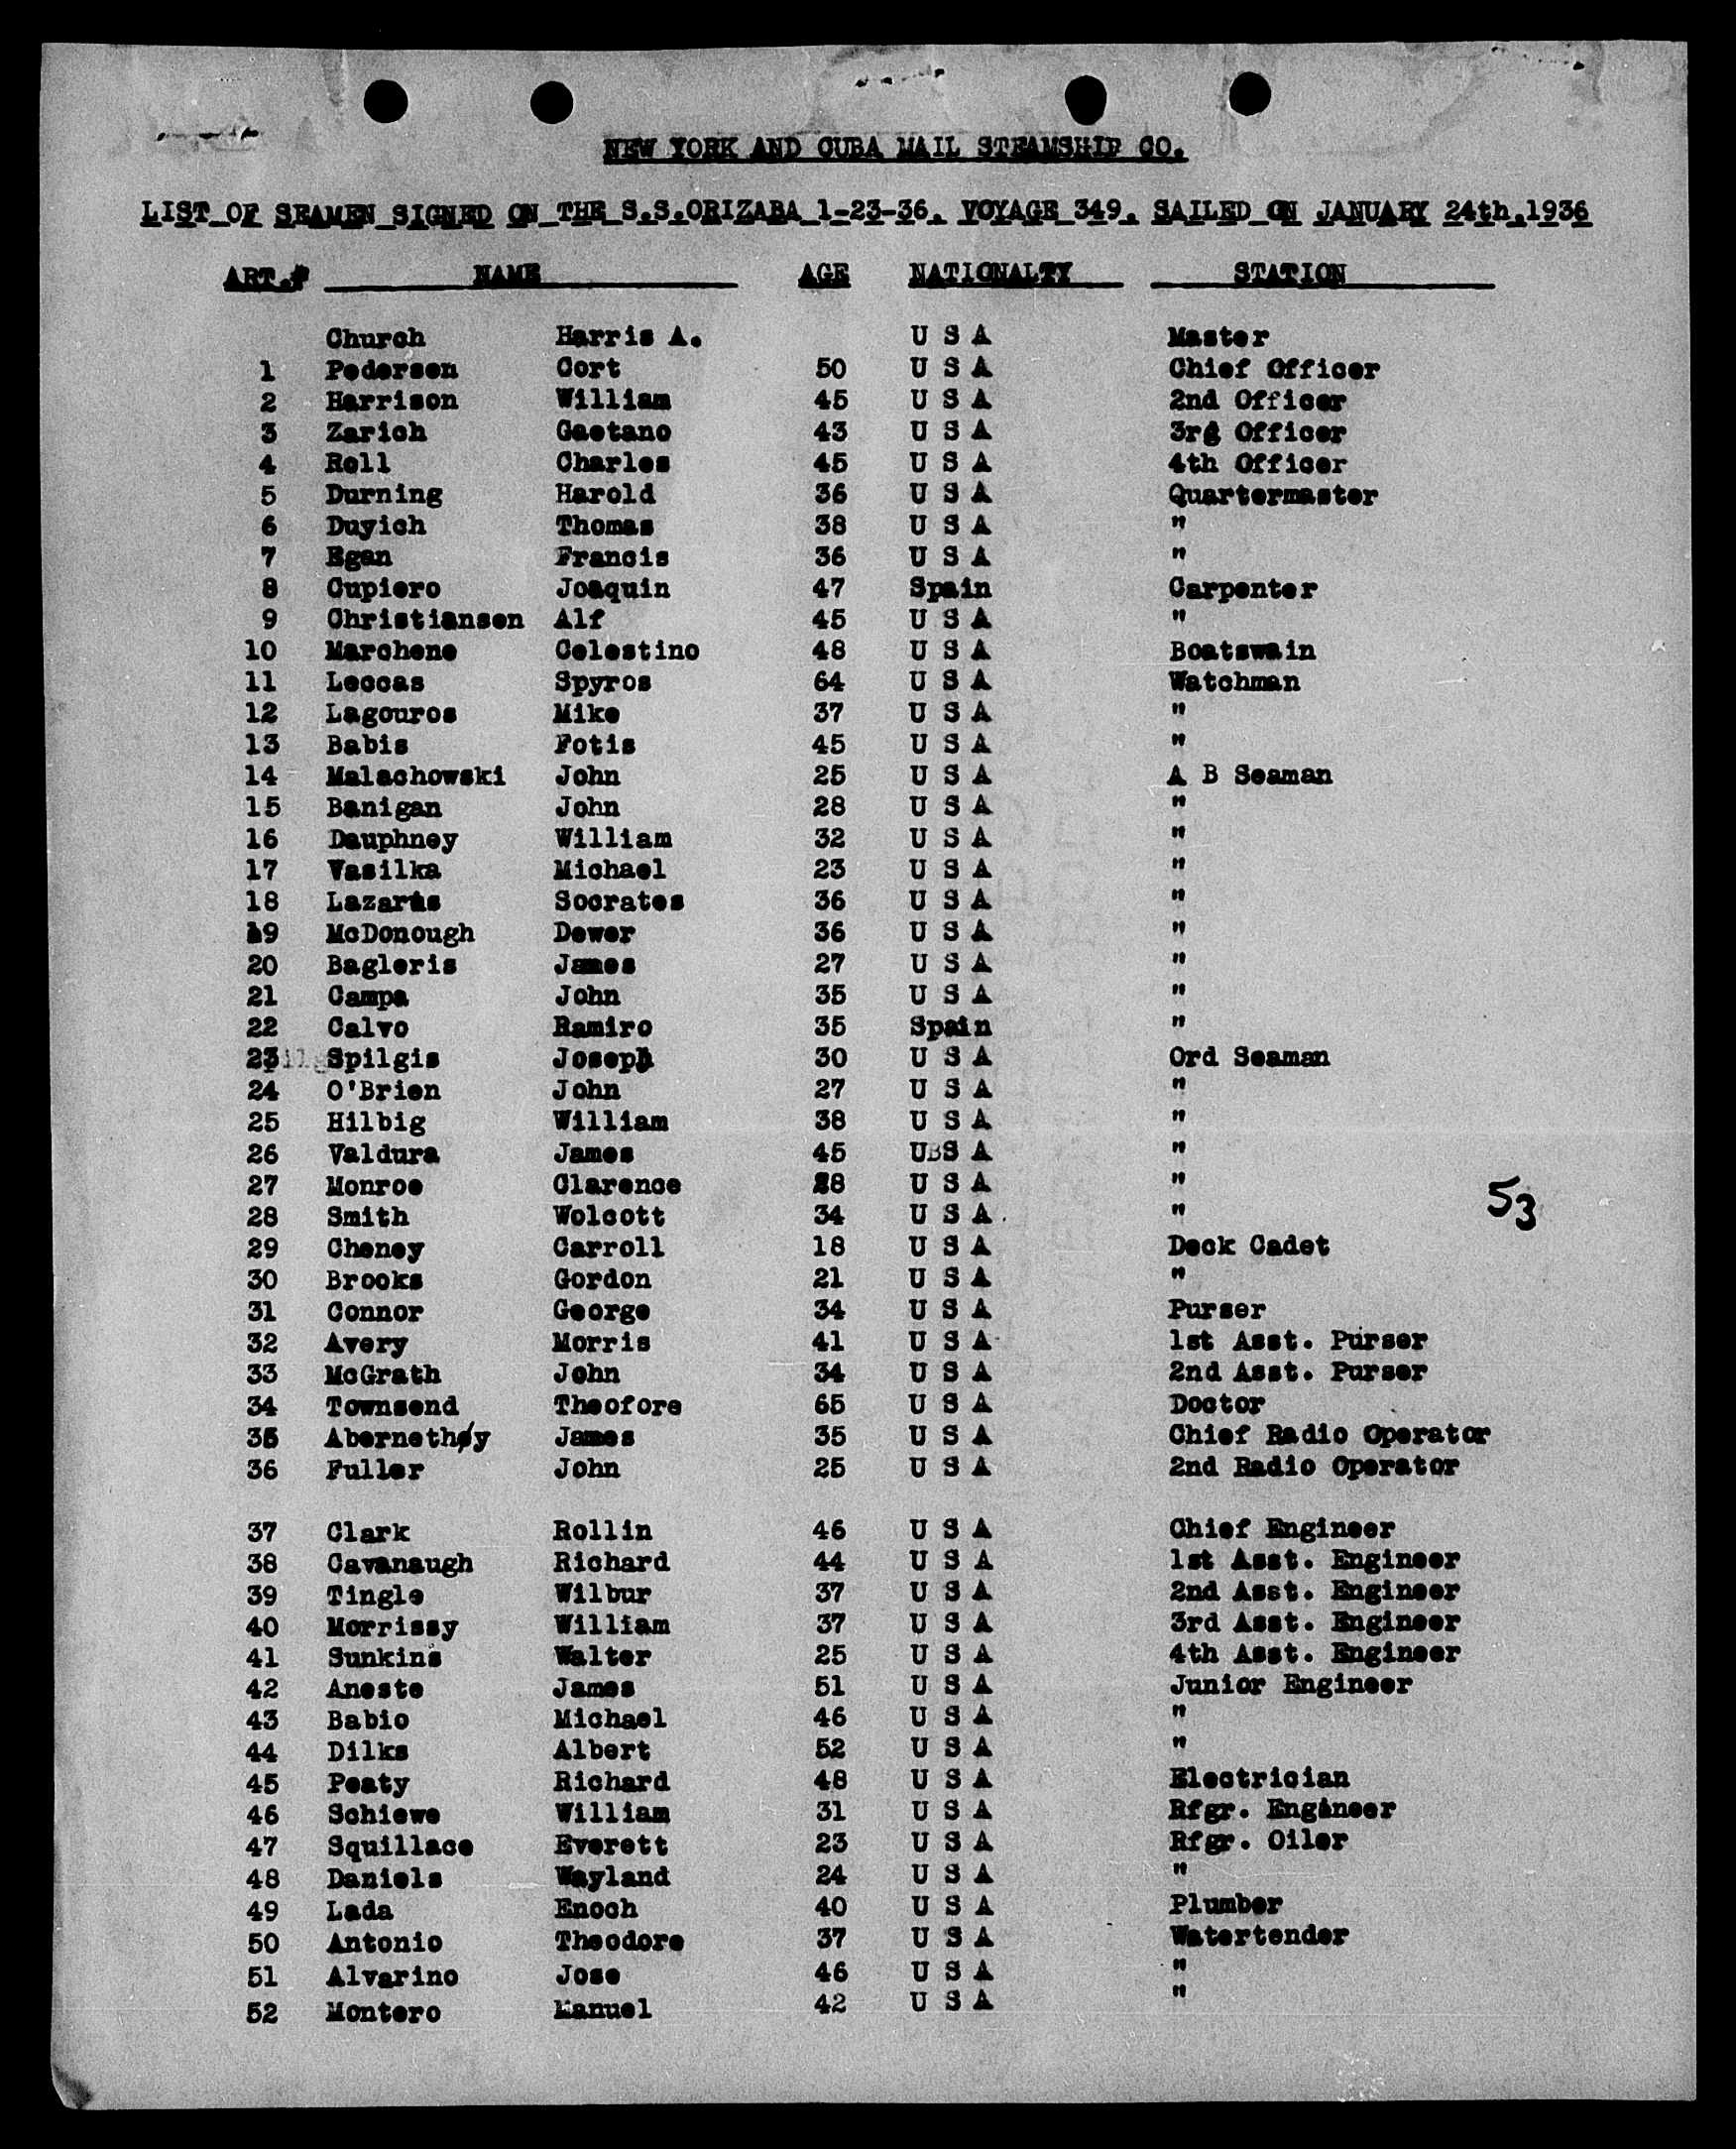 NEW YORK AND CUBA MAIL STEAMSHIP CO.
LIST OF SEAMEN SIGNED ON THE S.S.ORIZABA 1-23-36. VOYAGE 349. SAILED ON JANUARY 24th,1936
ART.# NAME AGE NATIONALTY STATION
Church Harris A. U S A Master
1 Pedersen Cort 50 U S A Chief Officer
2 Harrison William 45 U S A 2nd Officer
3 Zarich Gaetano 43 U S A 3rd Officer
4 Roll Charles 45 U S A 4th Officer
5 Durning Harold 36 U S A Quartermaster
6 Duyich Thomas 38 U S A "
7 Egan Francis 36 U S A "
8 Cupiero Joaquin 47 Spain Carpenter
9 Christiansen Alf 45 U S A "
10 Marchene Celestino 48 U S A Boatswain
11 Leccas Spyros 64 U S A Watchman
12 Lagouros Mike 37 U S A "
13 Babis Fotis 45 U S A "
14 Malachowski John 25 U S A A B Seaman
15 Banigan John 28 U S A "
16 Dauphney William 32 U S A "
17 Vasilka Michael 23 U S A "
18 Socrates 36 U S A "
19 McDonough Dewer 36 U S A "
20 Bagleris James 27 U S A "
21 Campa John 35 U S A "
22 Calvo Ramiro 35 Spain "
23 Spilgis Joseph 30 U S A Ord Seaman
24 O'Brien John 27 U S A "
25 Hilbig William 38 U S A "
26 Valdura James 45 U S A "
27 Monroe Clarence 28 U S A "
28 Smith Wolcott 34 U S A "
53
29 Cheney Carroll 18 U S A Deck Cadet
30 Brooks Gordon 21 U S A "
31 Connor George 34 U S A Purser
32 Avery Morris 41 U S A 1st Asst. Purser
33 McGrath John 34 U S A 2nd Asst. Purser
34 Townsend Theofore 65 U S A Doctor
35 Abernethy James 35 U S A Chief Radio Operator
36 Fuller John 25 U S A 2nd Radio Operator
37 Clark Rollin 46 U S A Chief Engineer
38 Cavanaugh Richard 44 U S A 1st Asst. Engineer
39 Tingle Wilbur 37 U S A 2nd Asst. Engineer
40 Morrissy William 37 U S A 3rd Asst. Engineer
41 Sunkins Walter 25 U S A 4th Asst. Engineer
42 Aneste James 51 U S A Junior Engineer
43 Babio Michael 46 U S A "
44 Dilks Albert 52 U S A "
45 Peaty Richard 48 U S A Electrician
46 Schiewe William 31 U S A Rfgr. Engineer
47 Squillace Everett 23 U S A Rfgr. Oiler
48 Daniels Wayland 24 U S A "
49 Lada Enoch 40 U S A Plumber
50 Antonio Theodore 37 U S A Watertender
51 Alvarino Jose 46 U S A "
52 Montero Manuel 42 U S A "